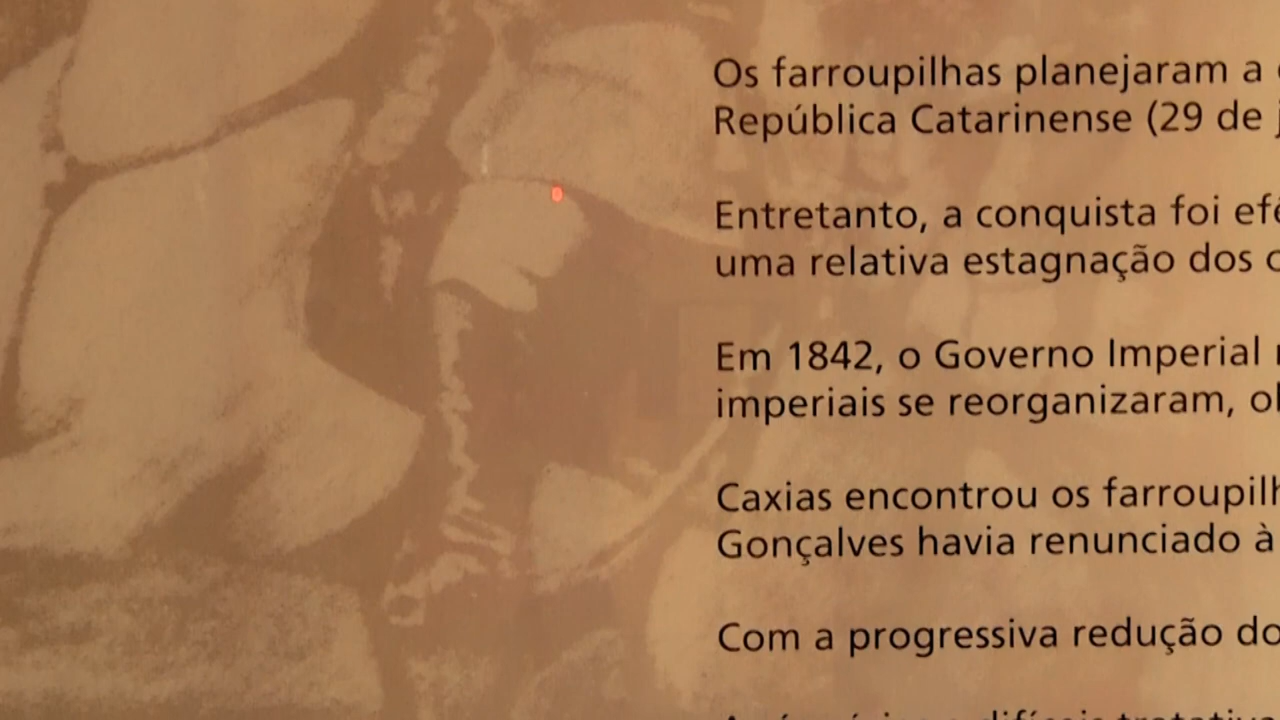 Os farroupilhas planejaram a
República Catarinense (29 de
Entretanto, a conquista foi
uma relativa estagnação dos
Em 1842, o Governo Imperial
imperiais se reorganizaram,
Caxias encontrou os
Gonçalves havia renunciado à
Com a progressiva redução